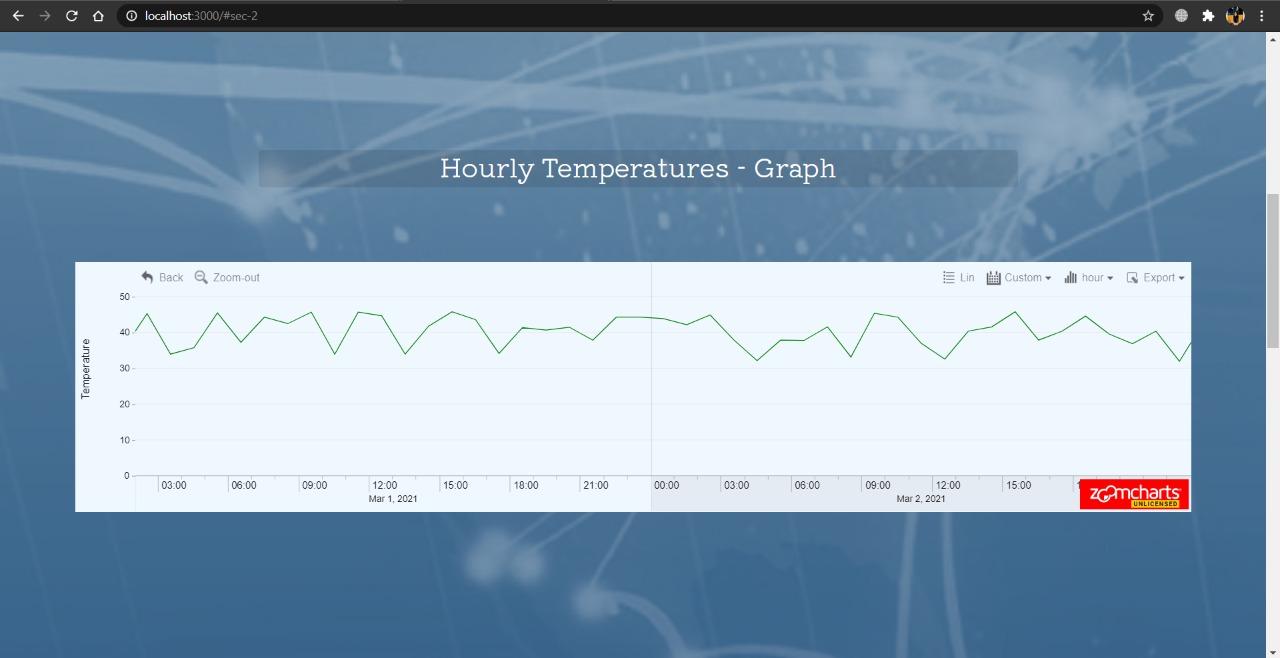 localhost:3000/#sec-2
Hourly Temperatures - Graph
Back Zoom-out Lin Custom hour Export
50
40
30
20
10
0
Temperature
03:00 06:00 09:00 12:00 15:00 18:00 21:00 00:00 03:00 06:00 09:00 12:00 15:00
Mar 1, 2021 Mar 2, 2021
zoomcharts
UNLICENSED